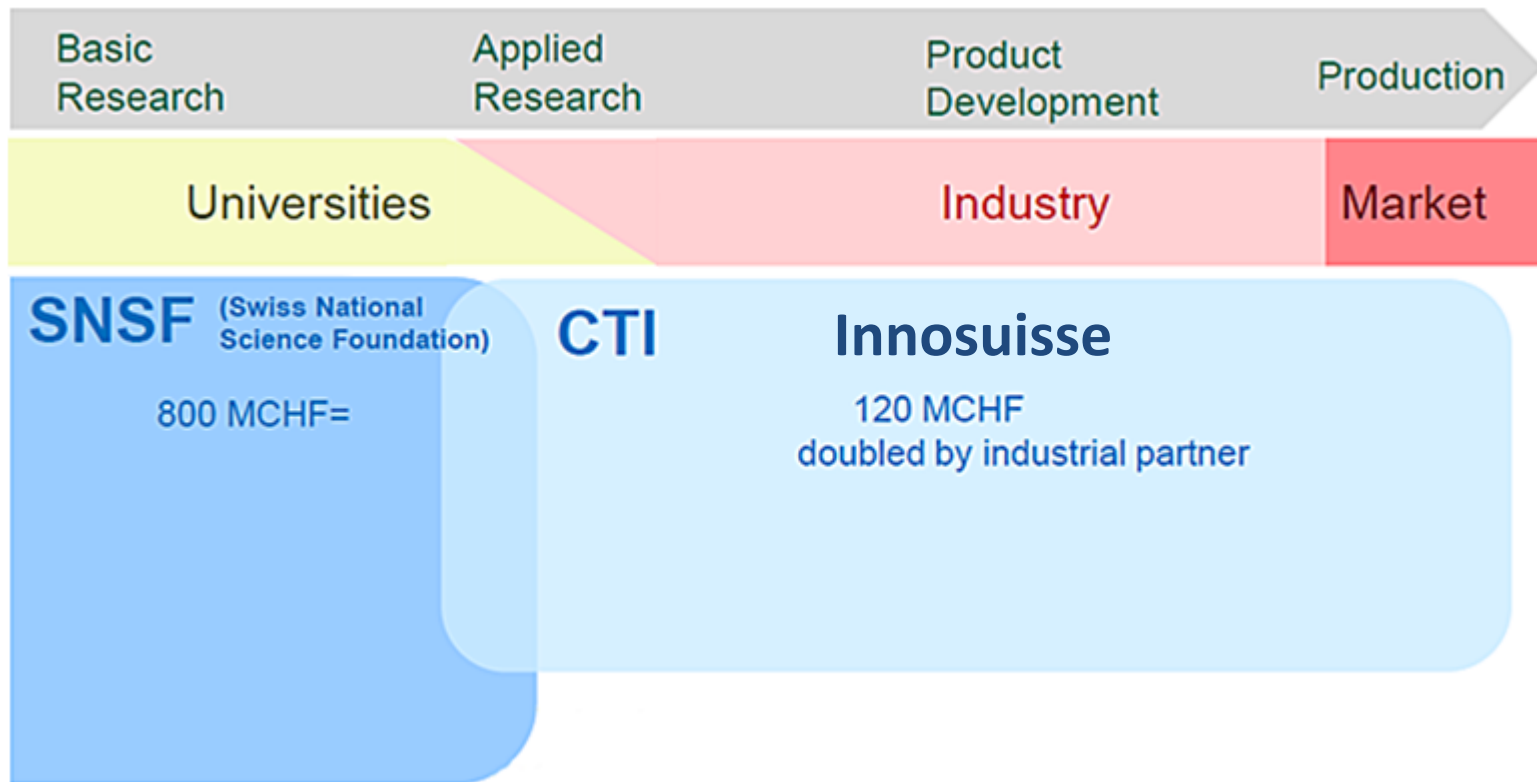 Basic
Research
Applied
Research
Product
Development
Production
Universities
Industry
Market
SNSF (Swiss National
Science Foundation)
CTI
Innosuisse
800 MCHF=
120 MCHF
doubled by industrial partner